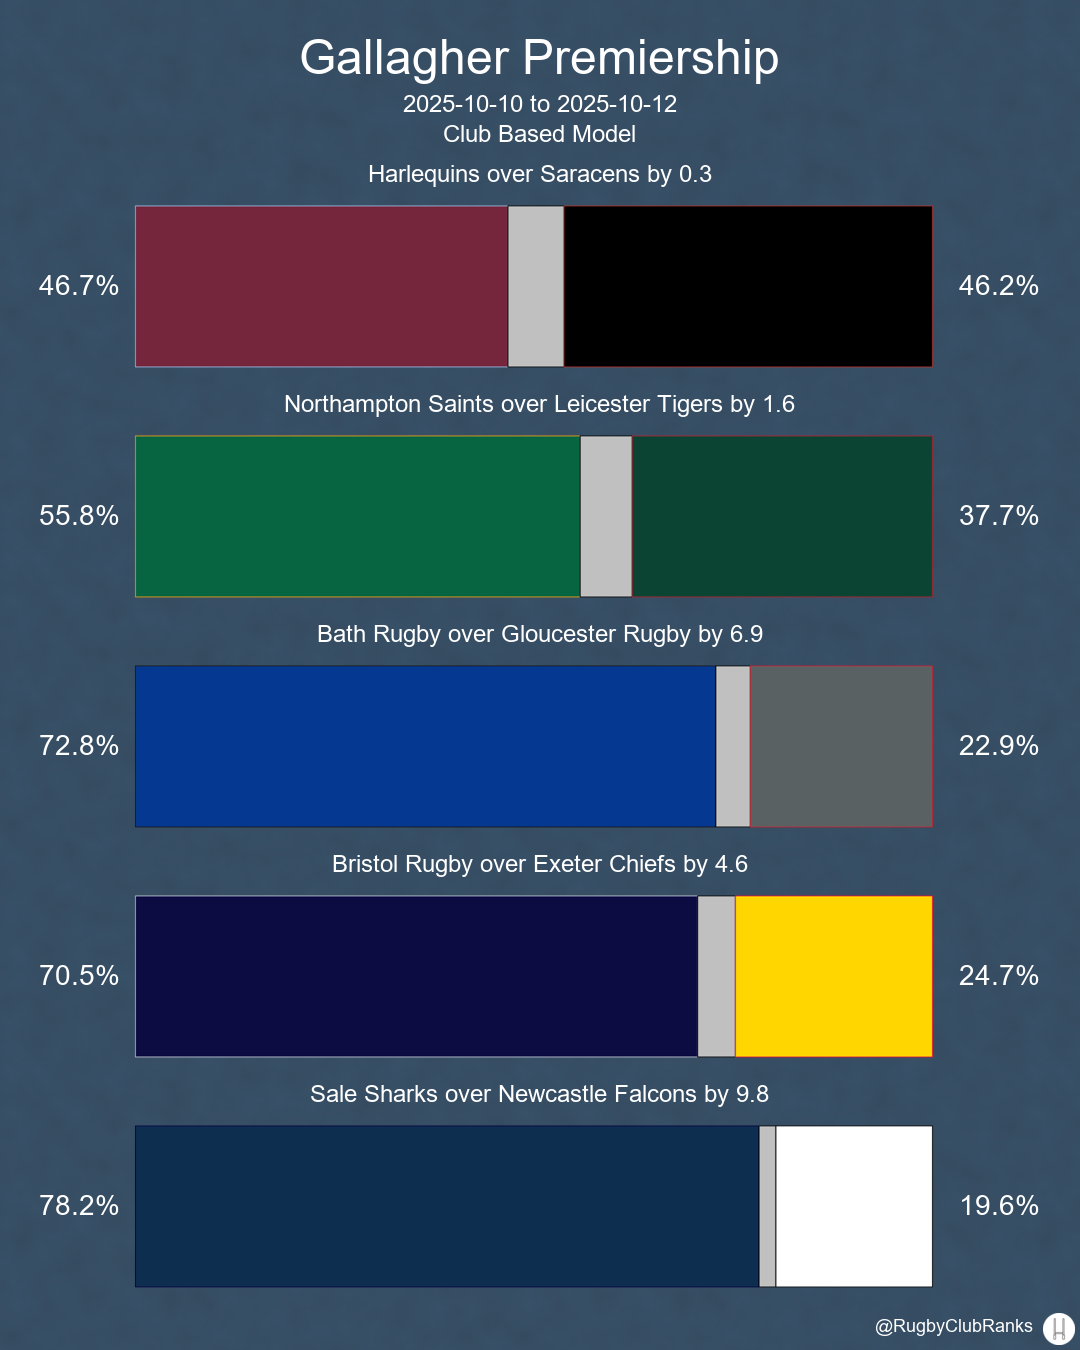 Gallagher Premiership
2025-10-10 to 2025-10-12
Club Based Model
Harlequins over Saracens by 0.3
46.7%
46.2%
Northampton Saints over Leicester Tigers by 1.6
55.8%
37.7%
Bath Rugby over Gloucester Rugby by 6.9
72.8%
22.9%
Bristol Rugby over Exeter Chiefs by 4.6
70.5%
24.7%
Sale Sharks over Newcastle Falcons by 9.8
78.2%
19.6%
@RugbyClubRanks